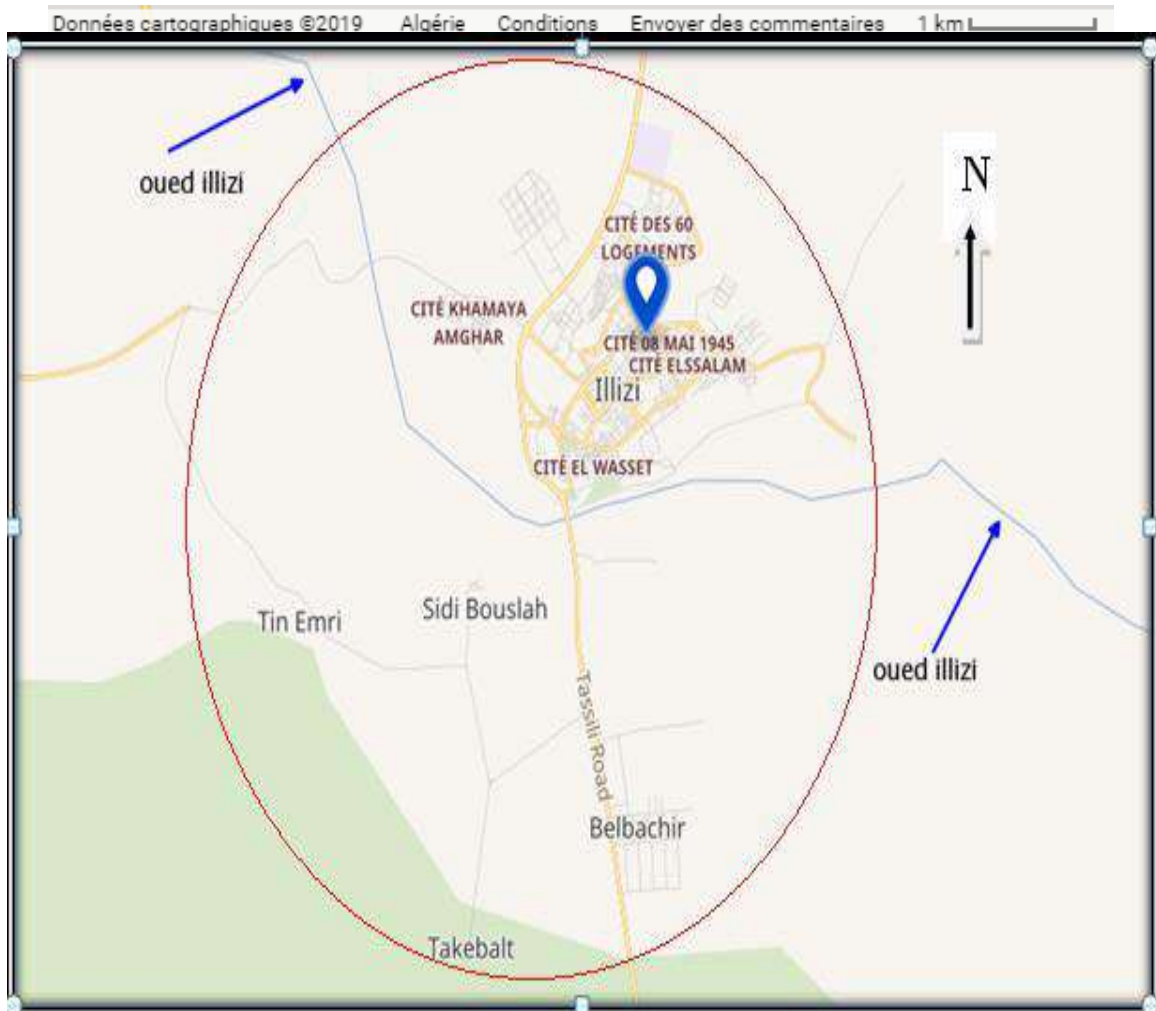 Données cartographiques ©2019 Algérie Conditions Envoyer des commentaires 1 km
oued illizi
N
CITÉ DES 60
LOGEMENTS
CITÉ KHAMAYA
AMGHAR
CITÉ 08 MAI 1945
CITÉ ELSSALAM
Illizi
CITÉ EL WASSET
Tin Emri
Sidi Bouslah
oued illizi
Tassili Road
Belbachir
Takebalt